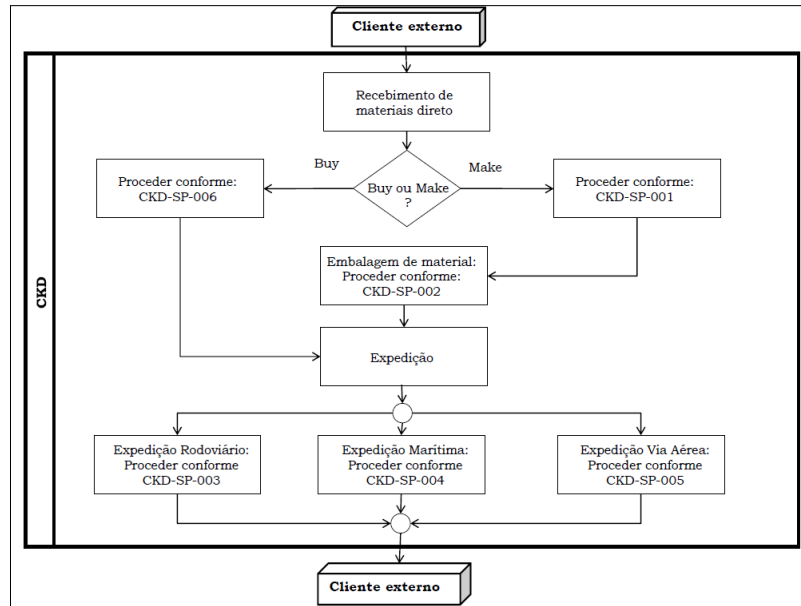 Cliente externo
CKD
Recebimento de
materiais direto
Buy
Make
Buy ou Make
?
Proceder conforme:
CKD-SP-006
Proceder conforme:
CKD-SP-001
Embalagem de material:
Proceder conforme:
CKD-SP-002
Expedição
Expedição Rodoviário:
Proceder conforme
CKD-SP-003
Expedição Marítima:
Proceder conforme
CKD-SP-004
Expedição Via Aérea:
Proceder conforme
CKD-SP-005
Cliente externo